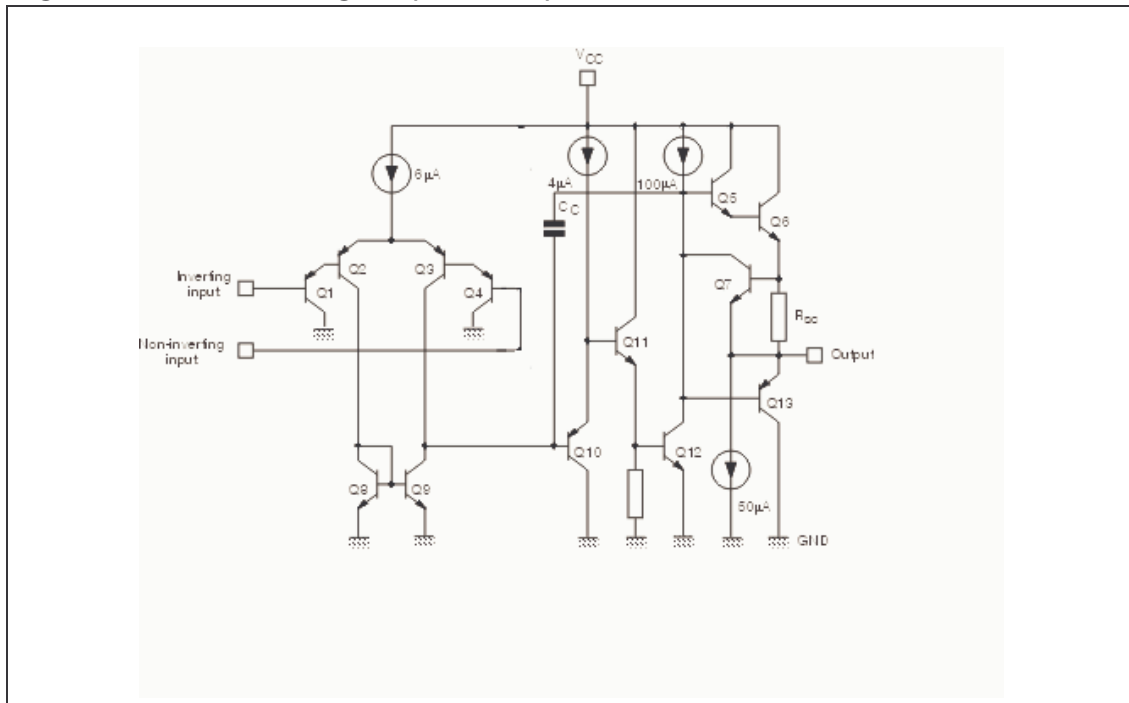 VCC
6µA
4µA
100µA
CC
Q5
Q6
Q2
Q3
Q7
Inverting
input
Q1
Q4
RSC
Non-inverting
input
Q11
Output
Q13
Q10
Q12
Q8
Q9
50µA
GND